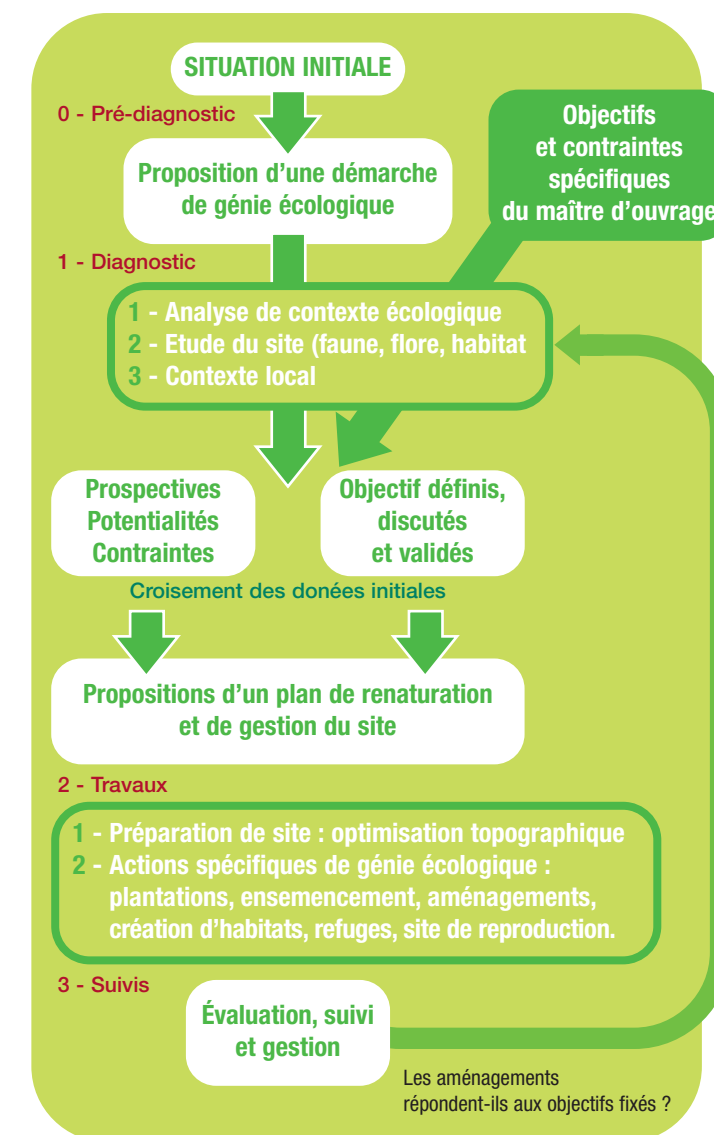 SITUATION INITIALE
0 - Pré-diagnostic
Objectifs
et contraintes
spécifiques
du maître d'ouvrage
Proposition d'une démarche
de génie écologique
1 - Diagnostic
1 - Analyse de contexte écologique
2 - Etude du site (faune, flore, habitat
3 - Contexte local
Prospectives
Potentialités
Contraintes
Objectif définis,
discutés
et validés
Croisement des donées initiales
Propositions d'un plan de renaturation
et de gestion du site
2 - Travaux
1 - Préparation de site : optimisation topographique
2 - Actions spécifiques de génie écologique :
plantations, ensemencement, aménagements,
création d'habitats, refuges, site de reproduction.
3 - Suivis
Évaluation, suivi
et gestion
Les aménagements
répondent-ils aux objectifs fixés ?